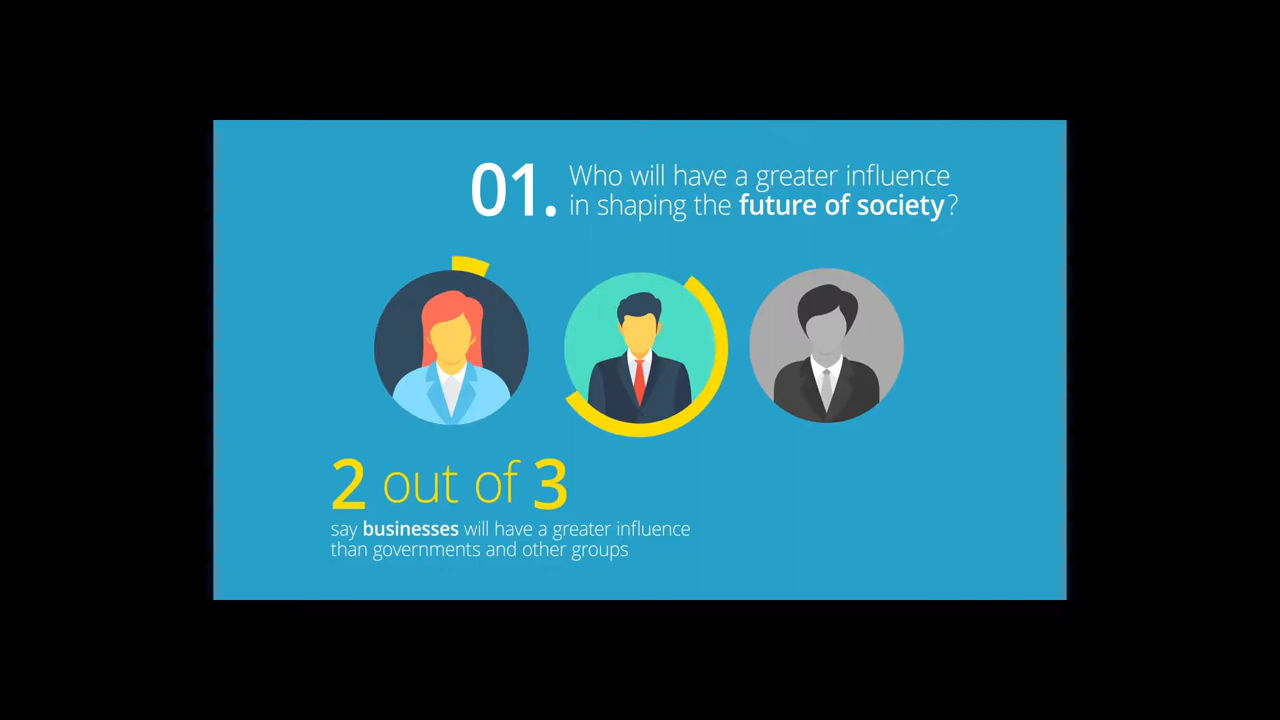 01.
Who will have a greater influence
in shaping the future of society?
2 out of 3
say businesses will have a greater influence
than governments and other groups